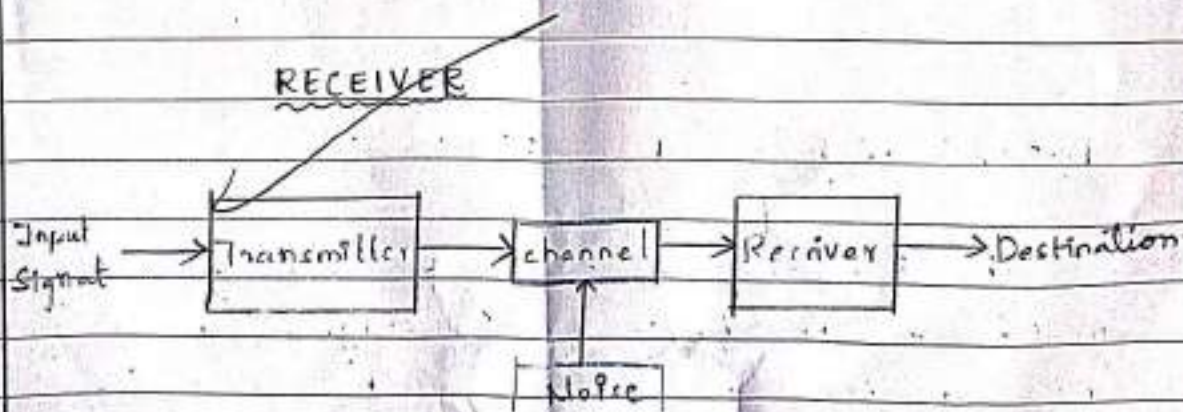 RECEIVER
Input
Signal
Transmitter
channel
Receiver
Destination
Noise